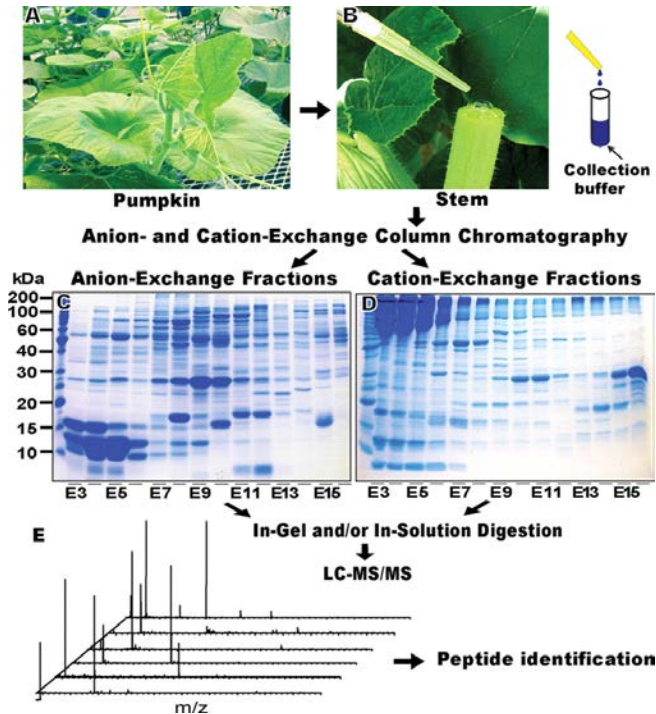 A
B
Collection
buffer
Pumpkin
Stem
Anion- and Cation-Exchange Column Chromatography
Anion-Exchange Fractions
Cation-Exchange Fractions
kDa
200
100
60
40
30
20
15
10
C
D
E3 E5 E7 E9 E11 E13 E15
E3 E5 E7 E9 E11 E13 E15
E
In-Gel and/or In-Solution Digestion
LC-MS/MS
Peptide identification
m/z